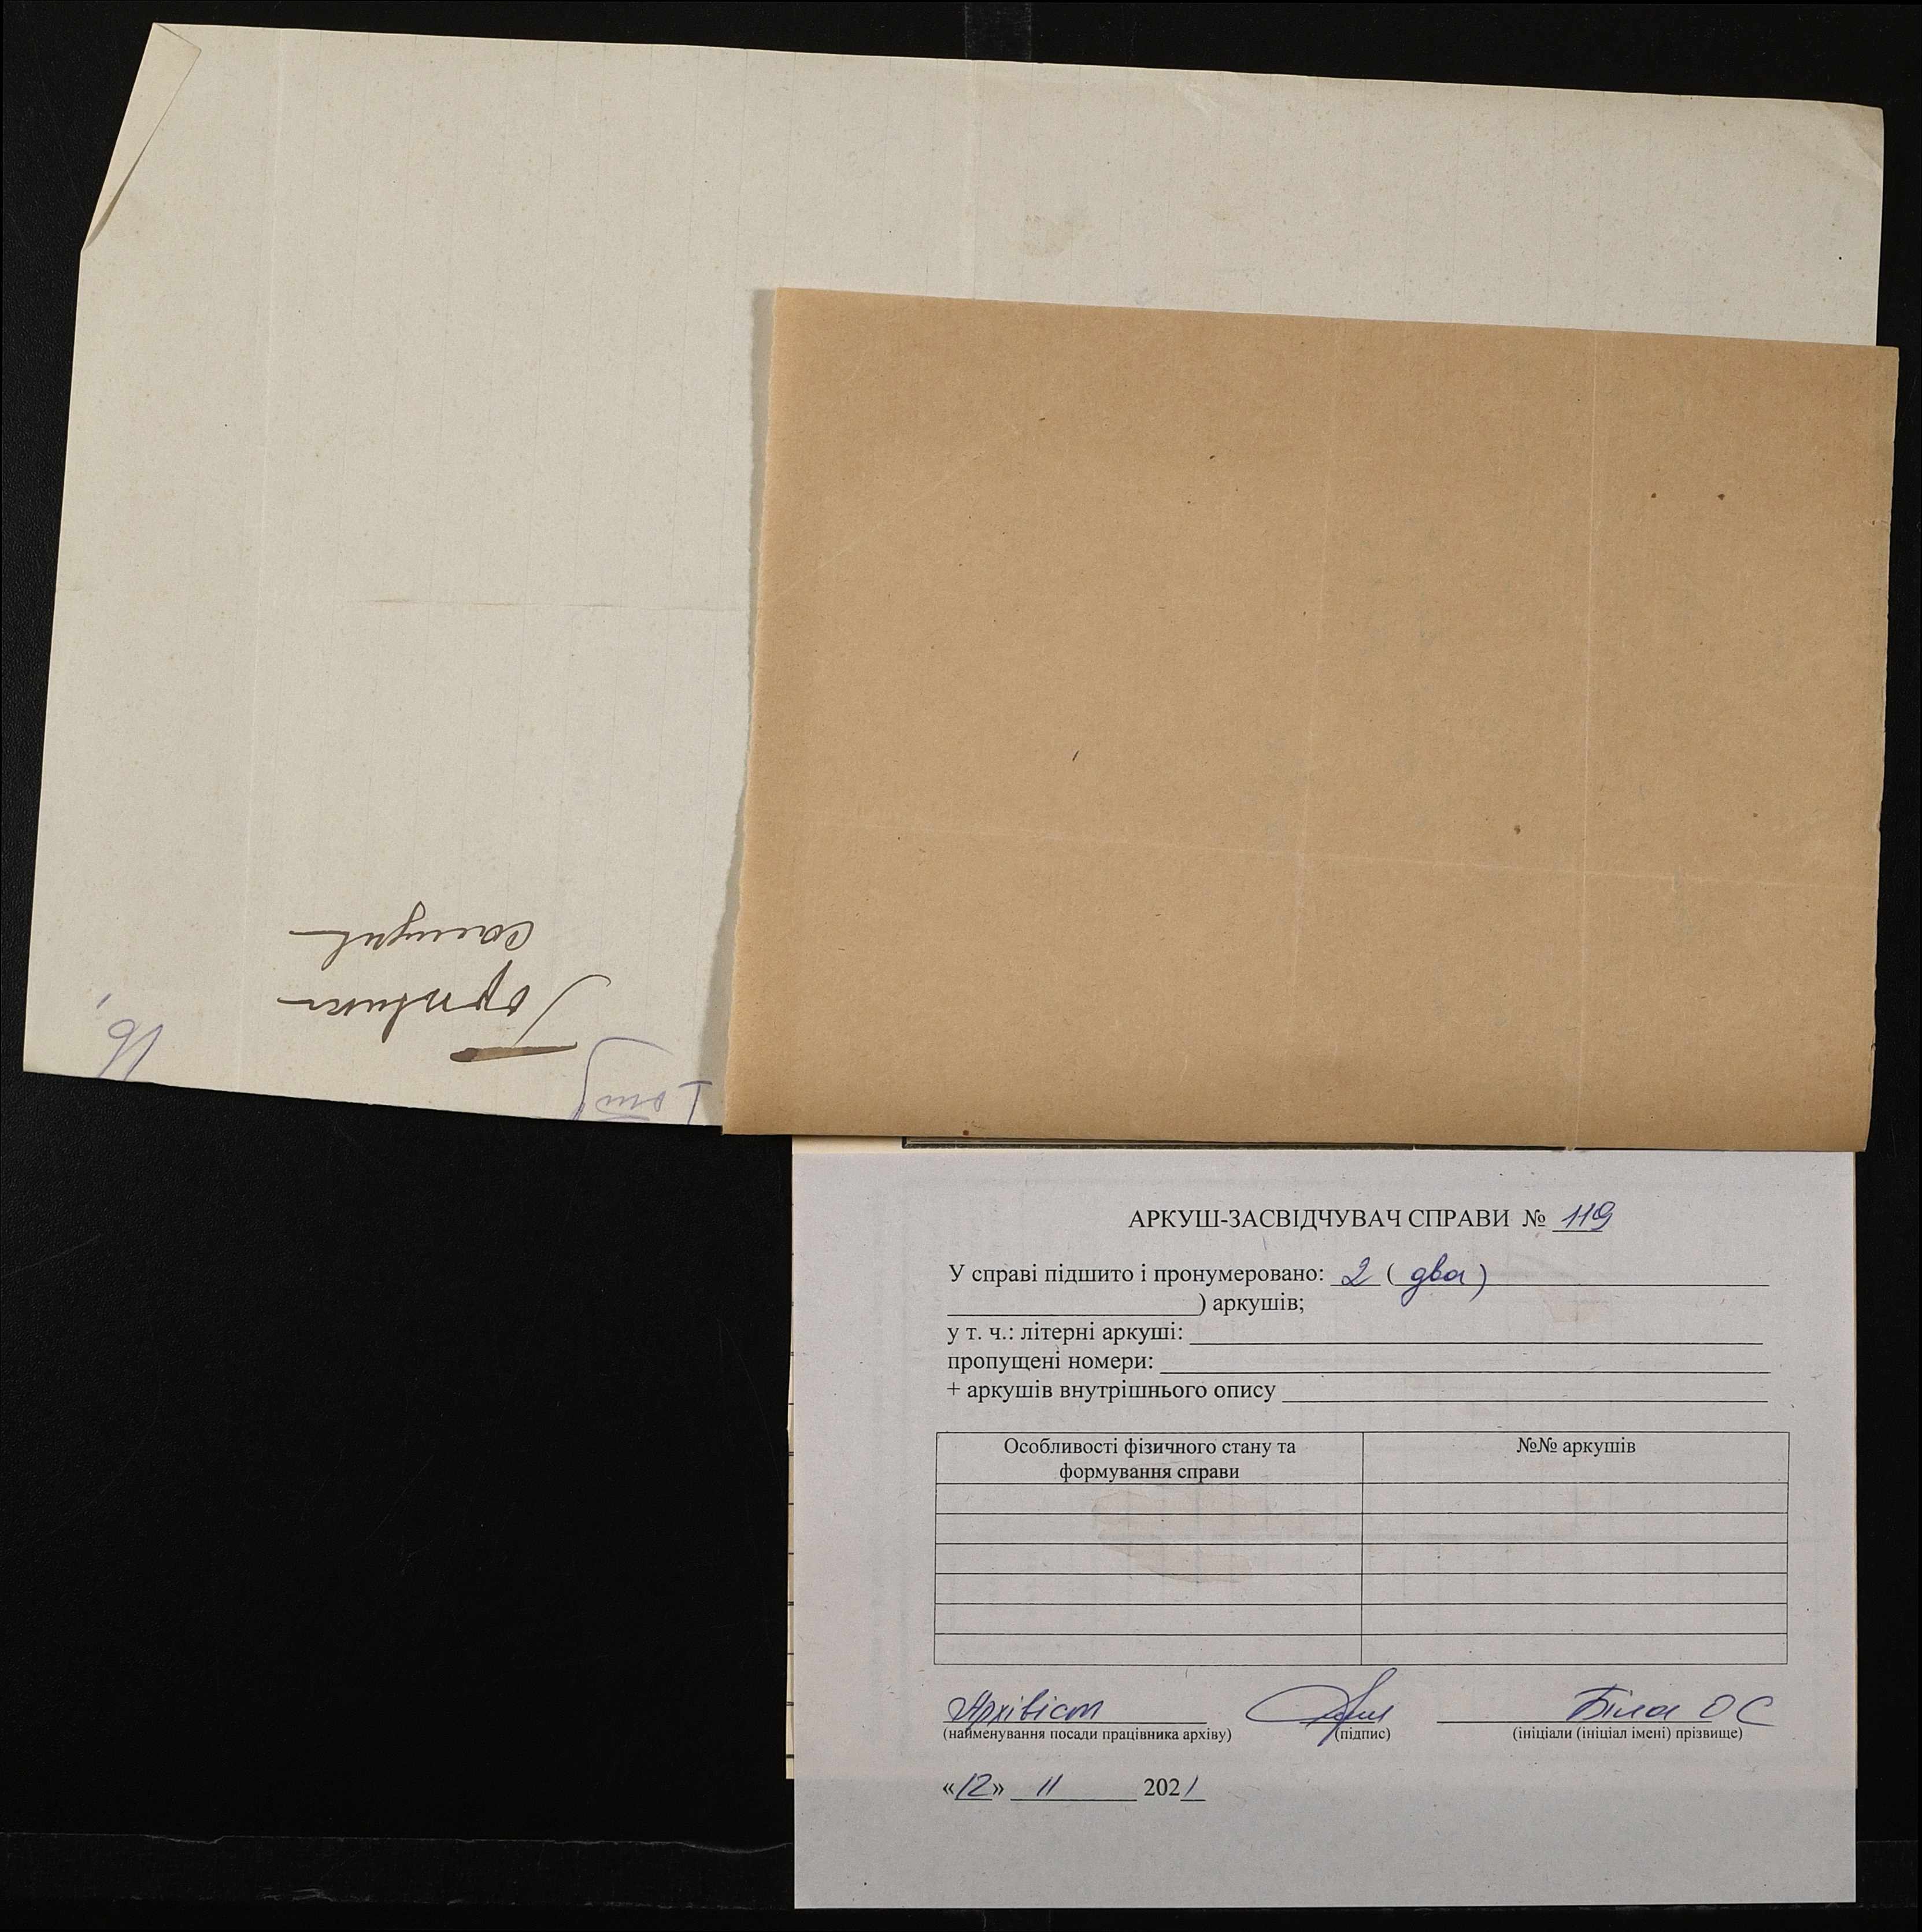 АРКУШ-ЗАСВІДЧУВАЧ СПРАВИ № 119
У справі підшито і пронумеровано: 2 ( два )
) аркушів;
у т. ч.: літерні аркуші:
пропущені номери:
+ аркушів внутрішнього опису
Особливості фізичного стану та
формування справи
№№ аркушів
Архівіст
Біла О С
(найменування посади працівника архіву) (підпис) (ініціали (ініціал імені) прізвище)
«12» 11 2021